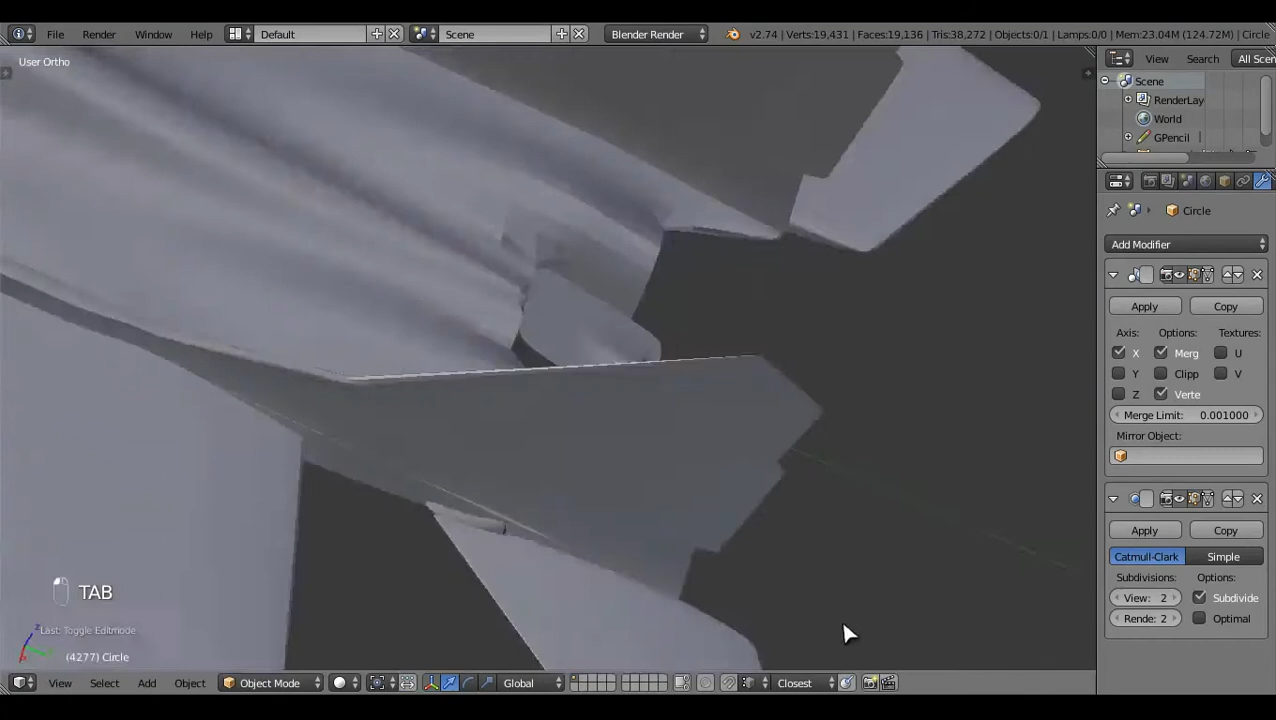 File Render Window Help Default Scene Blender Render v2.74 | Verts:19,431 | Faces:19,136 | Tris:38,272 | Objects:0/1 | Lamps:0/0 | Mem:23.04M (124.72M) | Circle
User Ortho
View Search All Scen
Scene
RenderLay
World
GPencil
Circle
Add Modifier
Apply Copy
Axis: Options: Textures:
X Merg U
Y Clipp V
Z Verte
Merge Limit: 0.001000
Mirror Object:
Apply Copy
Catmull-Clark Simple
Subdivisions: Options:
View: 2 Subdivide
Rende: 2 Optimal
TAB
Last: Toggle Editmode
(4277) Circle
View Select Add Object Object Mode Global Closest